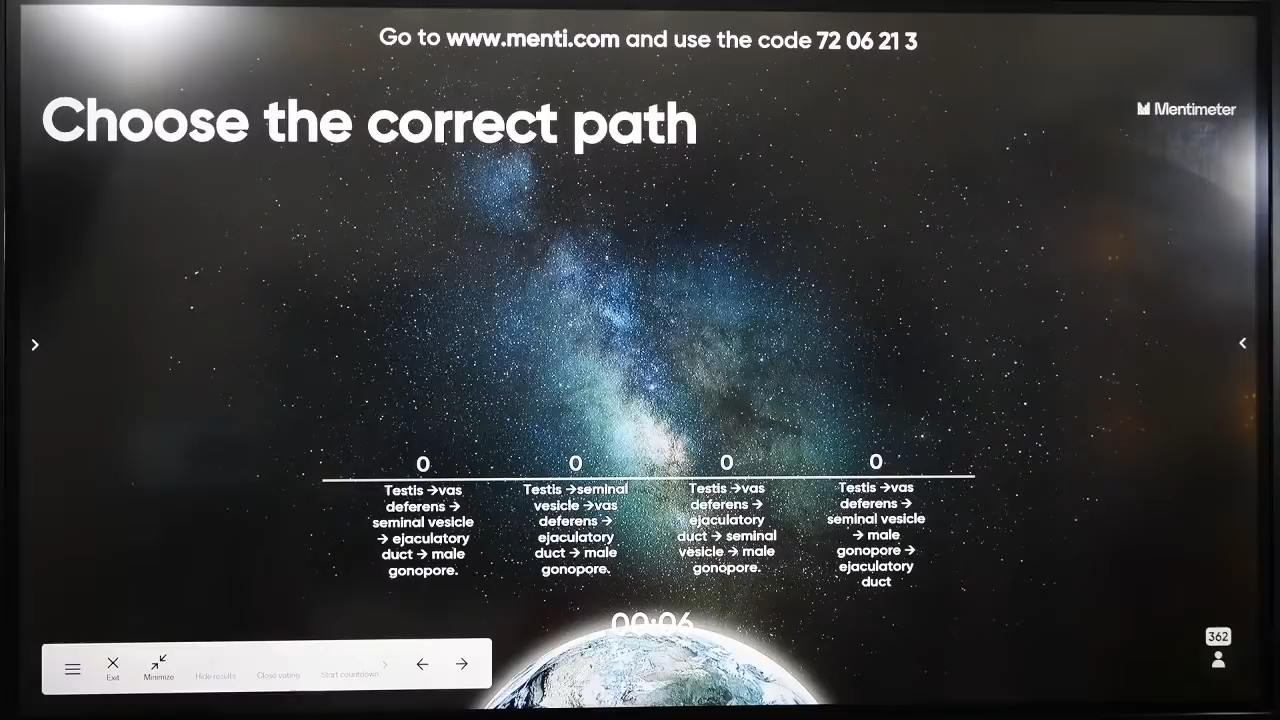 Go to www.menti.com and use the code 72 06 21 3
Choose the correct path
Mentimeter
0
0
0
0
Testis →vas
deferens →
seminal vesicle
→ ejaculatory
duct → male
gonopore.
Testis →seminal
vesicle →vas
deferens →
ejaculatory
duct → male
gonopore.
Testis →vas
deferens →
ejaculatory
duct → seminal
vesicle → male
gonopore.
Testis →vas
deferens →
seminal vesicle
→ male
gonopore →
ejaculatory
duct
00:06
362
Exit
Minimize
Hide results
Close voting
Start countdown